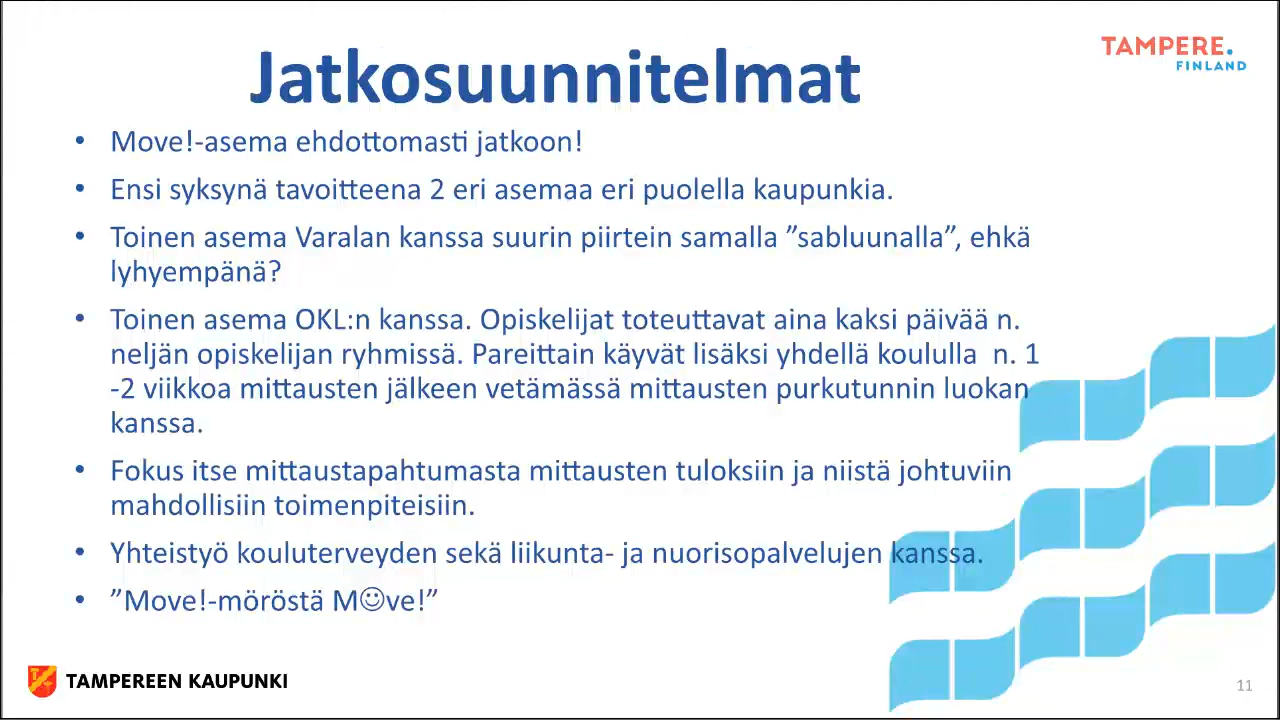 TAMPERE.
FINLAND
Jatkosuunnitelmat
• Move!-asema ehdottomasti jatkoon!
• Ensi syksynä tavoitteena 2 eri asemaa eri puolella kaupunkia.
• Toinen asema Varalan kanssa suurin piirtein samalla ”sabluunalla”, ehkä
lyhyempänä?
• Toinen asema OKL:n kanssa. Opiskelijat toteuttavat aina kaksi päivää n.
neljän opiskelijan ryhmissä. Pareittain käyvät lisäksi yhdellä koululla n. 1
-2 viikkoa mittausten jälkeen vetämässä mittausten purkutunnin luokan
kanssa.
• Fokus itse mittaustapahtumasta mittausten tuloksiin ja niistä johtuviin
mahdollisiin toimenpiteisiin.
• Yhteistyö kouluterveyden sekä liikunta- ja nuorisopalvelujen kanssa.
• ”Move!-möröstä M☺ve!”
TAMPEREEN KAUPUNKI
11